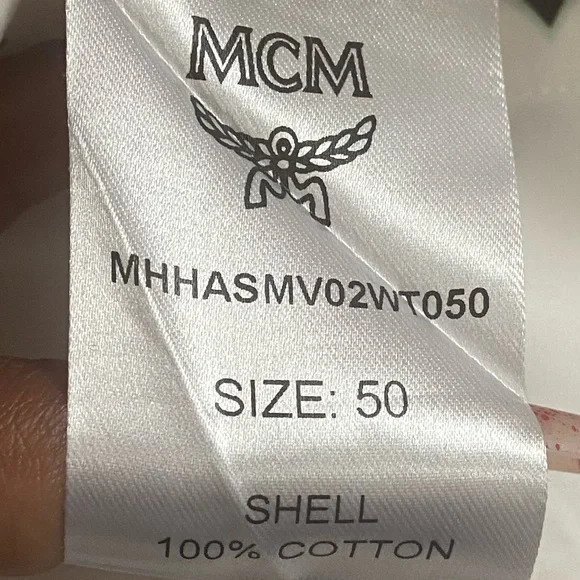 MCM
MHHASMV02WT050
SIZE: 50
SHELL
100% COTTON